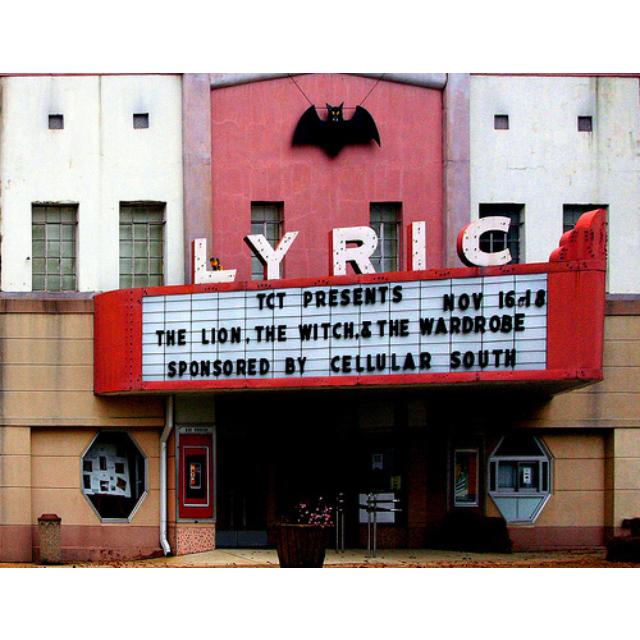 LYRIC
TCT PRESENTS NOV 16&18
THE LION, THE WITCH, & THE WARDROBE
SPONSORED BY CELLULAR SOUTH